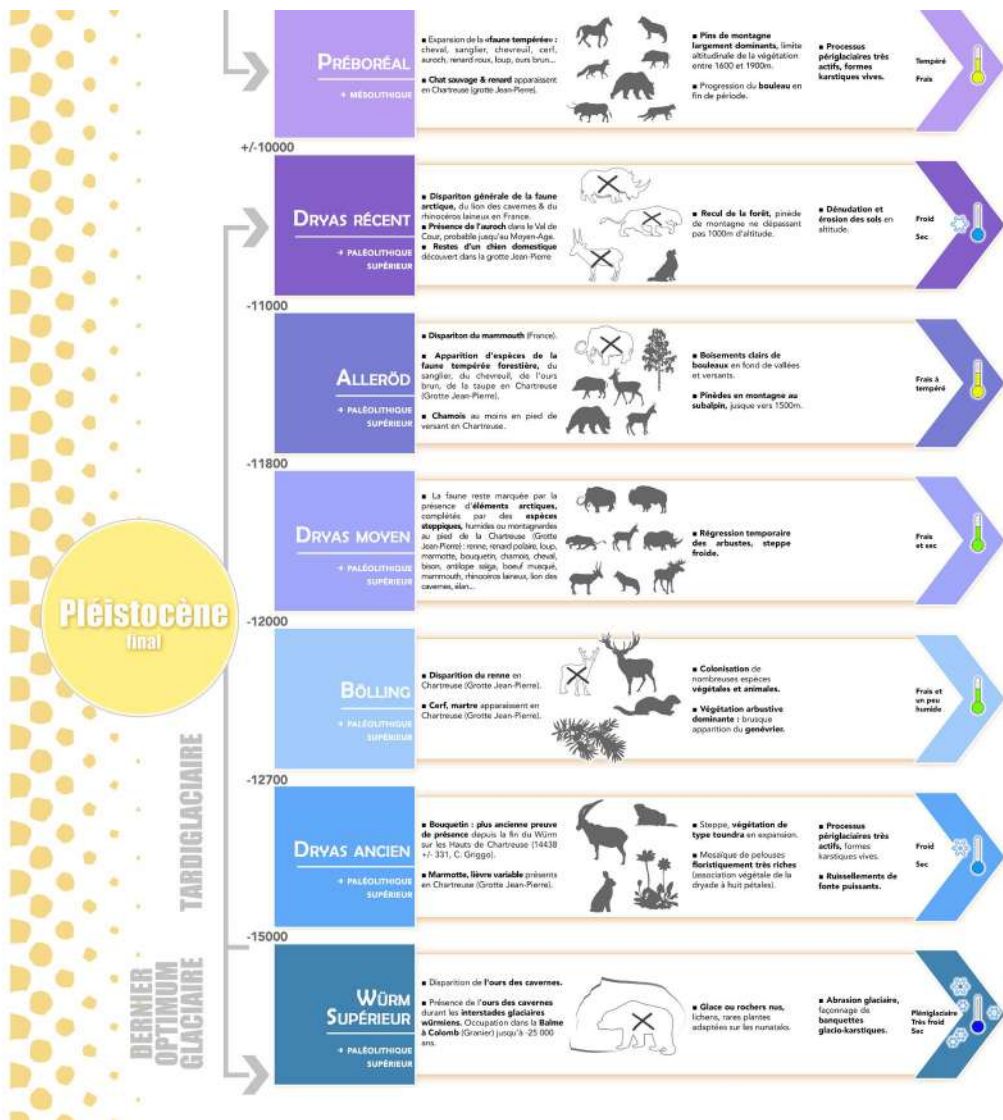 PRÉBORÉAL
+ MÉSOLITHIQUE
■ Expansion de la «faune tempérée» :
cheval, sanglier, chevreuil, cerf,
auroch, renard roux, loup, ours brun...
■ Chat sauvage & renard apparaissent
en Chartreuse (grotte Jean-Pierre).
■ Pins de montagne
largement dominants, limite
altitudinale de la végétation
entre 1600 et 1900m.
■ Progression du bouleau en
fin de période.
■ Processus
périglaciaires très
actifs, formes
karstiques vives.
Tempéré
Frais
+/-10000
DRYAS RÉCENT
+ PALÉOLITHIQUE
SUPÉRIEUR
■ Dispariton générale de la faune
arctique, du lion des cavernes & du
rhinocéros laineux en France.
■ Présence de l'auroch dans le Val de
Cour, probable jusqu'au Moyen-Age.
■ Restes d'un chien domestique
découvert dans la grotte Jean-Pierre
■ Recul de la forêt, pinède
de montagne ne dépassant
pas 1000m d'altitude.
■ Dénudation et
érosion des sols en
altitude.
Froid
Sec
-11000
ALLERÖD
+ PALÉOLITHIQUE
SUPÉRIEUR
■ Dispariton du mammouth (France).
■ Apparition d'espèces de la
faune tempérée forestière, du
sanglier, du chevreuil, de l'ours
brun, de la taupe en Chartreuse
(Grotte Jean-Pierre).
■ Chamois au moins en pied de
versant en Chartreuse.
■ Boisements clairs de
bouleaux en fond de vallées
et versants.
■ Pinèdes en montagne au
subalpin, jusque vers 1500m.
Frais à
tempéré
-11800
DRYAS MOYEN
+ PALÉOLITHIQUE
SUPÉRIEUR
■ La faune reste marquée par la
présence d'éléments arctiques,
complétés par des espèces
steppiques, humides ou montagnardes
au pied de la Chartreuse (Grotte
Jean-Pierre) : renne, renard polaire, loup,
marmotte, bouquetin, chamois, cheval,
bison, antilope saïga, boeuf musqué,
mammouth, rhinocéros laineux, lion des
cavernes, élan...
■ Régression temporaire
des arbustes, steppe
froide.
Frais
et sec
-12000
Pléistocène
final
BÖLLING
+ PALÉOLITHIQUE
SUPÉRIEUR
■ Disparition du renne en
Chartreuse (Grotte Jean-Pierre).
■ Cerf, martre apparaissent en
Chartreuse (Grotte Jean-Pierre).
■ Colonisation de
nombreuses espèces
végétales et animales.
■ Végétation arbustive
dominante : brusque
apparition du genévrier.
Frais et
un peu
humide
-12700
TARDIGLACIAIRE
DRYAS ANCIEN
+ PALÉOLITHIQUE
SUPÉRIEUR
■ Bouquetin : plus ancienne preuve
de présence depuis la fin du Würm
sur les Hauts de Chartreuse (14438
+/- 331, C. Griggo).
■ Marmotte, lièvre variable présents
en Chartreuse (Grotte Jean-Pierre).
■ Steppe, végétation de
type toundra en expansion.
■ Mosaïque de pelouses
floristiquement très riches
(association végétale de la
dryade à huit pétales).
■ Processus
périglaciaires très
actifs, formes
karstiques vives.
■ Ruissellements de
fonte puissants.
Froid
Sec
-15000
DERNIER
OPTIMUM
GLACIAIRE
WÜRM
SUPÉRIEUR
+ PALÉOLITHIQUE
SUPÉRIEUR
■ Disparition de l'ours des cavernes.
■ Présence de l'ours des cavernes
durant les interstades glaciaires
würmiens. Occupation dans la Balme
à Colomb (Granier) jusqu'à -25 000
ans.
■ Glace ou rochers nus,
lichens, rares plantes
adaptées sur les nunataks.
■ Abrasion glaciaire,
façonnage de
banquettes
glacio-karstiques.
Pléniglaciaire
Très froid
Sec